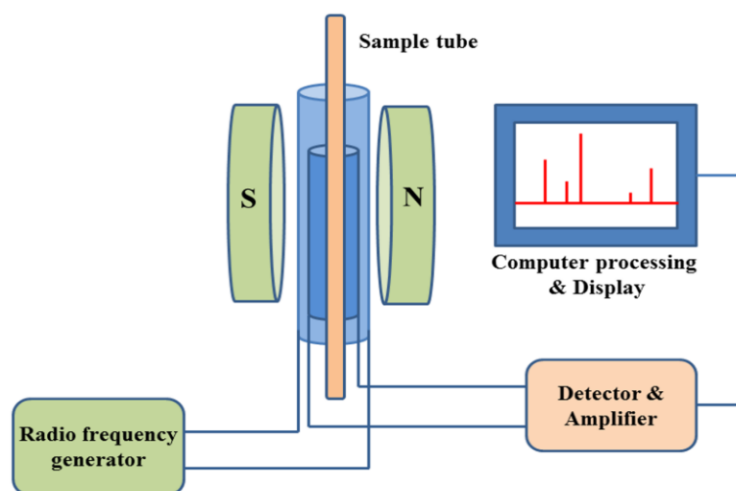 Sample tube
S
N
Computer processing
& Display
Detector &
Amplifier
Radio frequency
generator